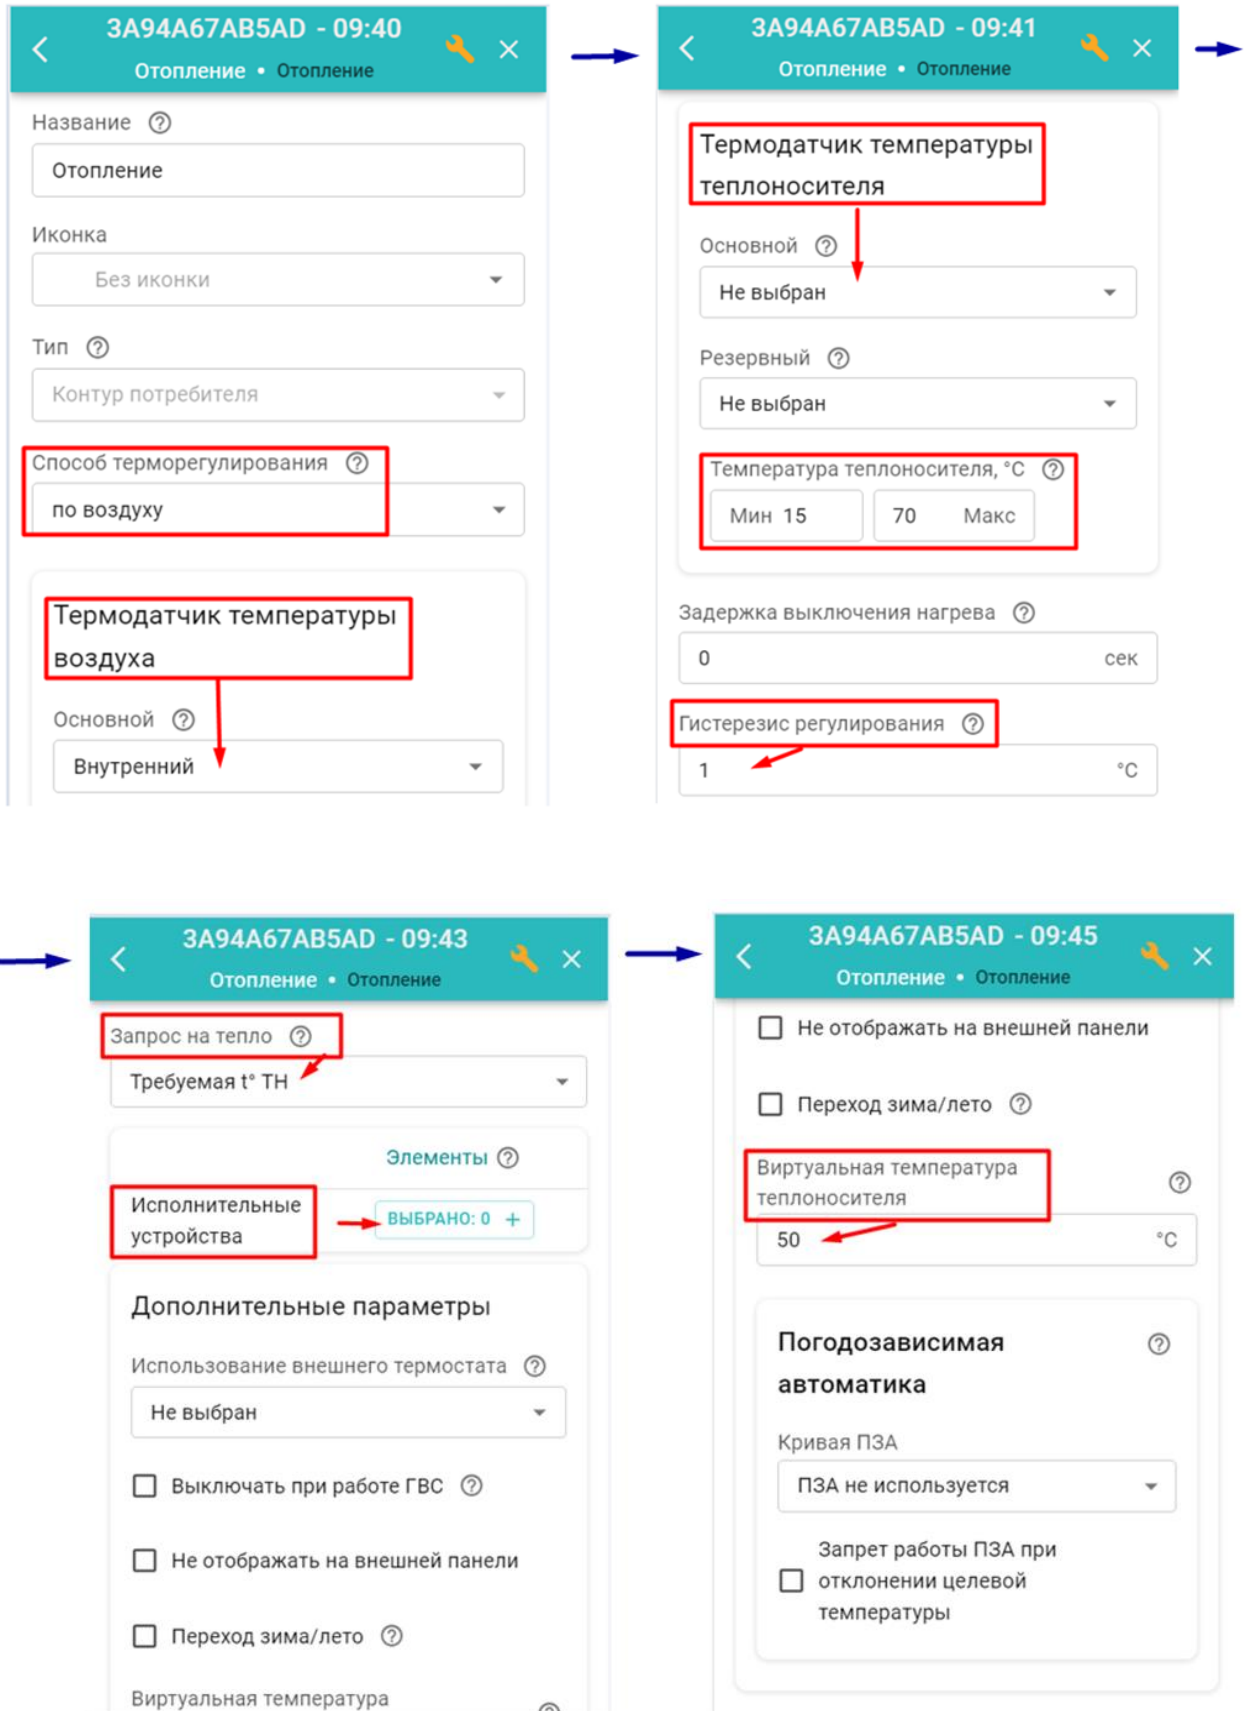 3A94A67AB5AD - 09:40
Отопление • Отопление
Название
Отопление
Иконка
Без иконки
Тип
Контур потребителя
Способ терморегулирования
по воздуху
Термодатчик температуры
воздуха
Основной
Внутренний
3A94A67AB5AD - 09:41
Отопление • Отопление
Термодатчик температуры
теплоносителя
Основной
Не выбран
Резервный
Не выбран
Температура теплоносителя, °C
Мин 15 70 Макс
Задержка выключения нагрева
0 сек
Гистерезис регулирования
1 °C
3A94A67AB5AD - 09:43
Отопление • Отопление
Запрос на тепло
Требуемая t° ТН
Элементы
Исполнительные
устройства
ВЫБРАНО: 0 +
Дополнительные параметры
Использование внешнего термостата
Не выбран
Выключать при работе ГВС
Не отображать на внешней панели
Переход зима/лето
Виртуальная температура
3A94A67AB5AD - 09:45
Отопление • Отопление
Не отображать на внешней панели
Переход зима/лето
Виртуальная температура
теплоносителя
50 °C
Погодозависимая
автоматика
Кривая ПЗА
ПЗА не используется
Запрет работы ПЗА при
отклонении целевой
температуры